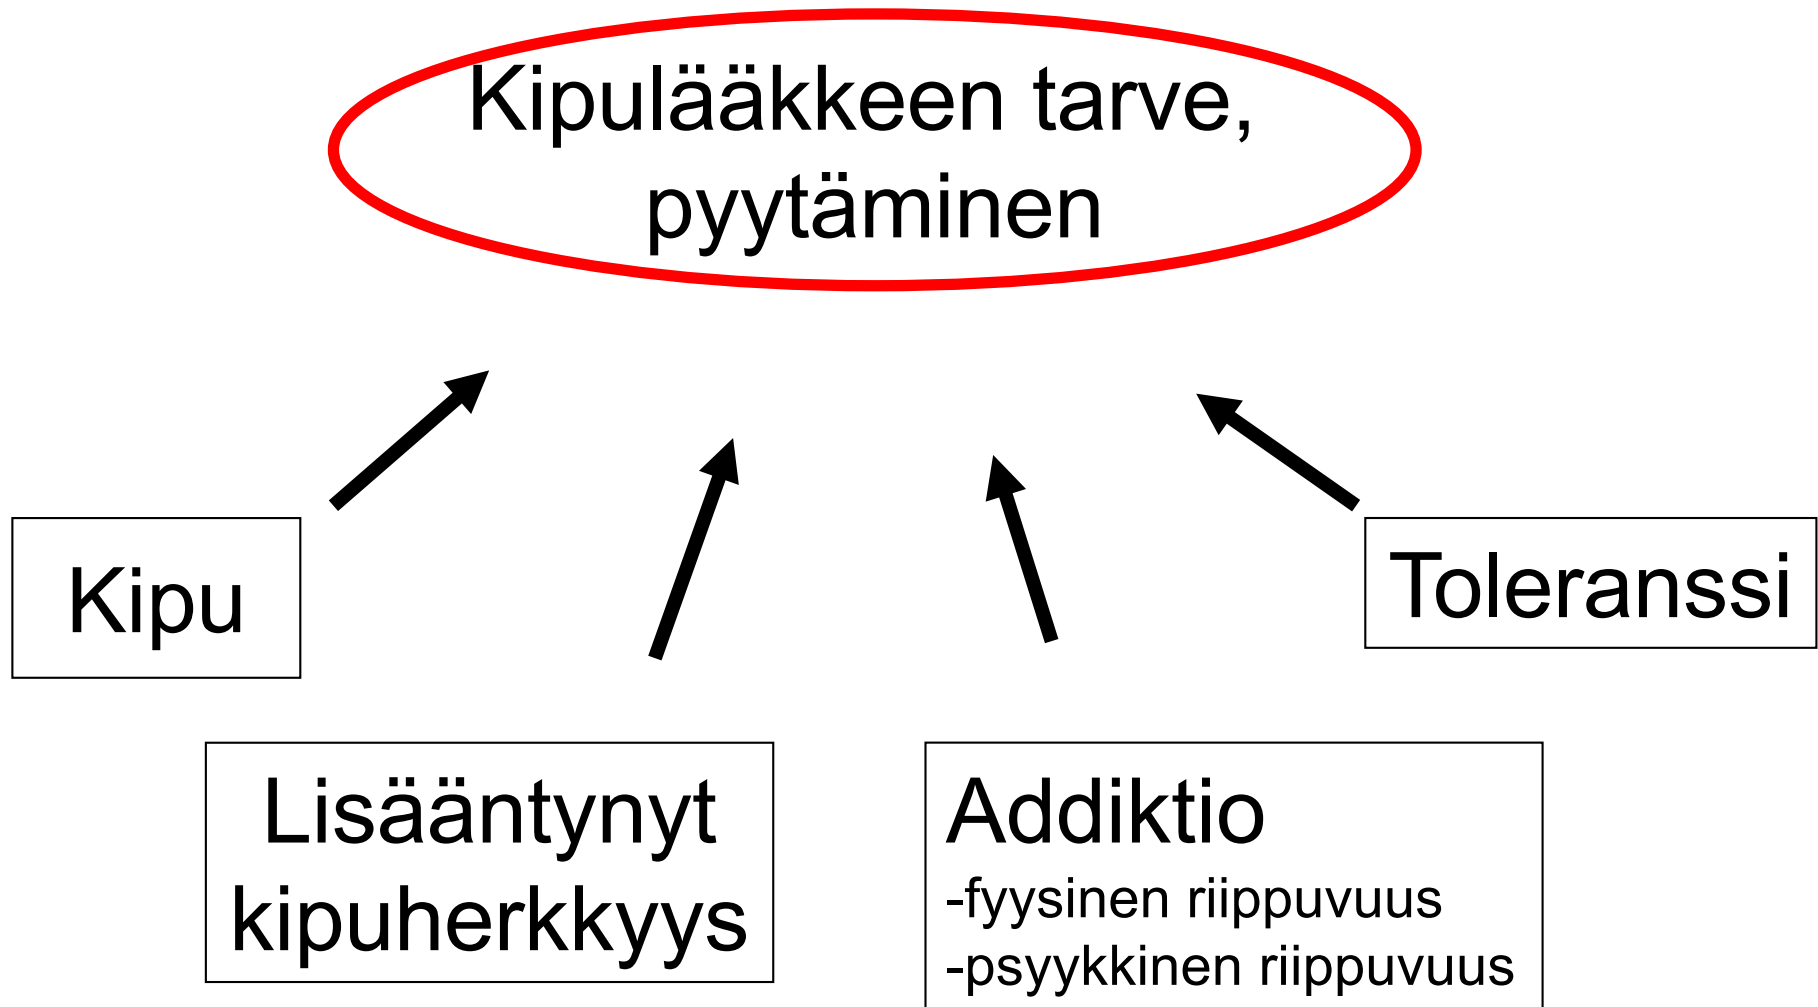 Kipulääkkeen tarve,
pyytäminen
Kipu
Toleranssi
Lisääntynyt
kipuherkkyys
Addiktio
-fyysinen riippuvuus
-psyykkinen riippuvuus